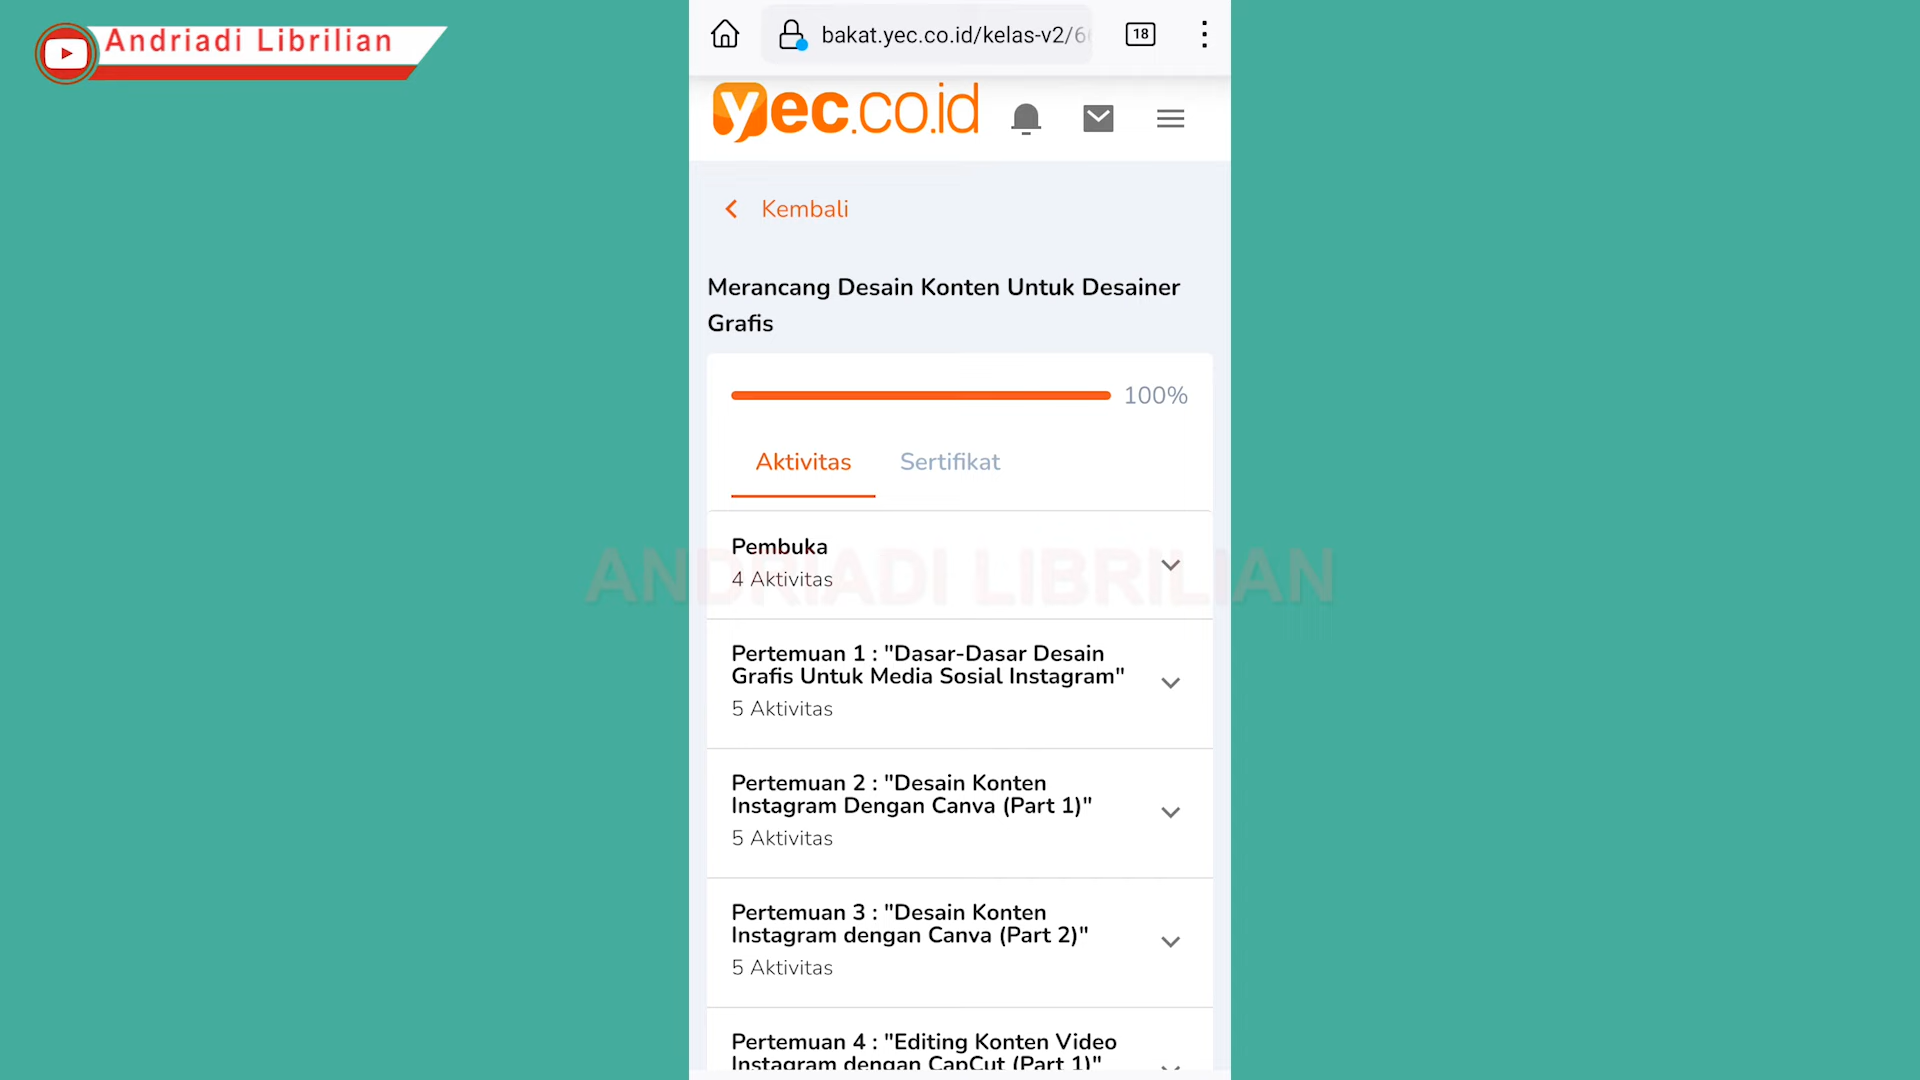 Andriadi Librilian
bakat.yec.co.id/kelas-v2/6
18
yec.co.id
Kembali
Merancang Desain Konten Untuk Desainer
Grafis
100%
Aktivitas
Sertifikat
Pembuka
4 Aktivitas
ANDRIADI LIBRILIAN
Pertemuan 1 : "Dasar-Dasar Desain
Grafis Untuk Media Sosial Instagram"
5 Aktivitas
Pertemuan 2 : "Desain Konten
Instagram Dengan Canva (Part 1)"
5 Aktivitas
Pertemuan 3 : "Desain Konten
Instagram dengan Canva (Part 2)"
5 Aktivitas
Pertemuan 4 : "Editing Konten Video
Instagram dengan CapCut (Part 1)"